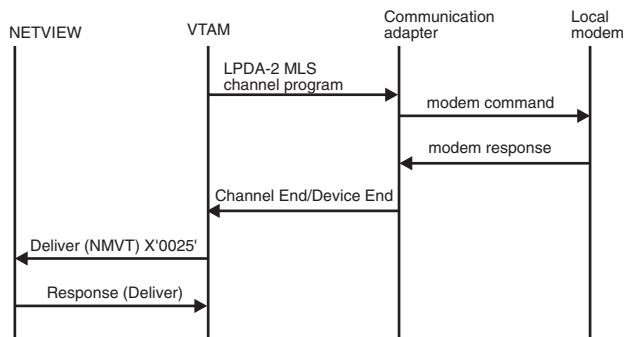 NETVIEW
VTAM
Communication
adapter
Local
modem
LPDA-2 MLS
channel program
modem command
modem response
Channel End/Device End
Deliver (NMVT) X'0025'
Response (Deliver)